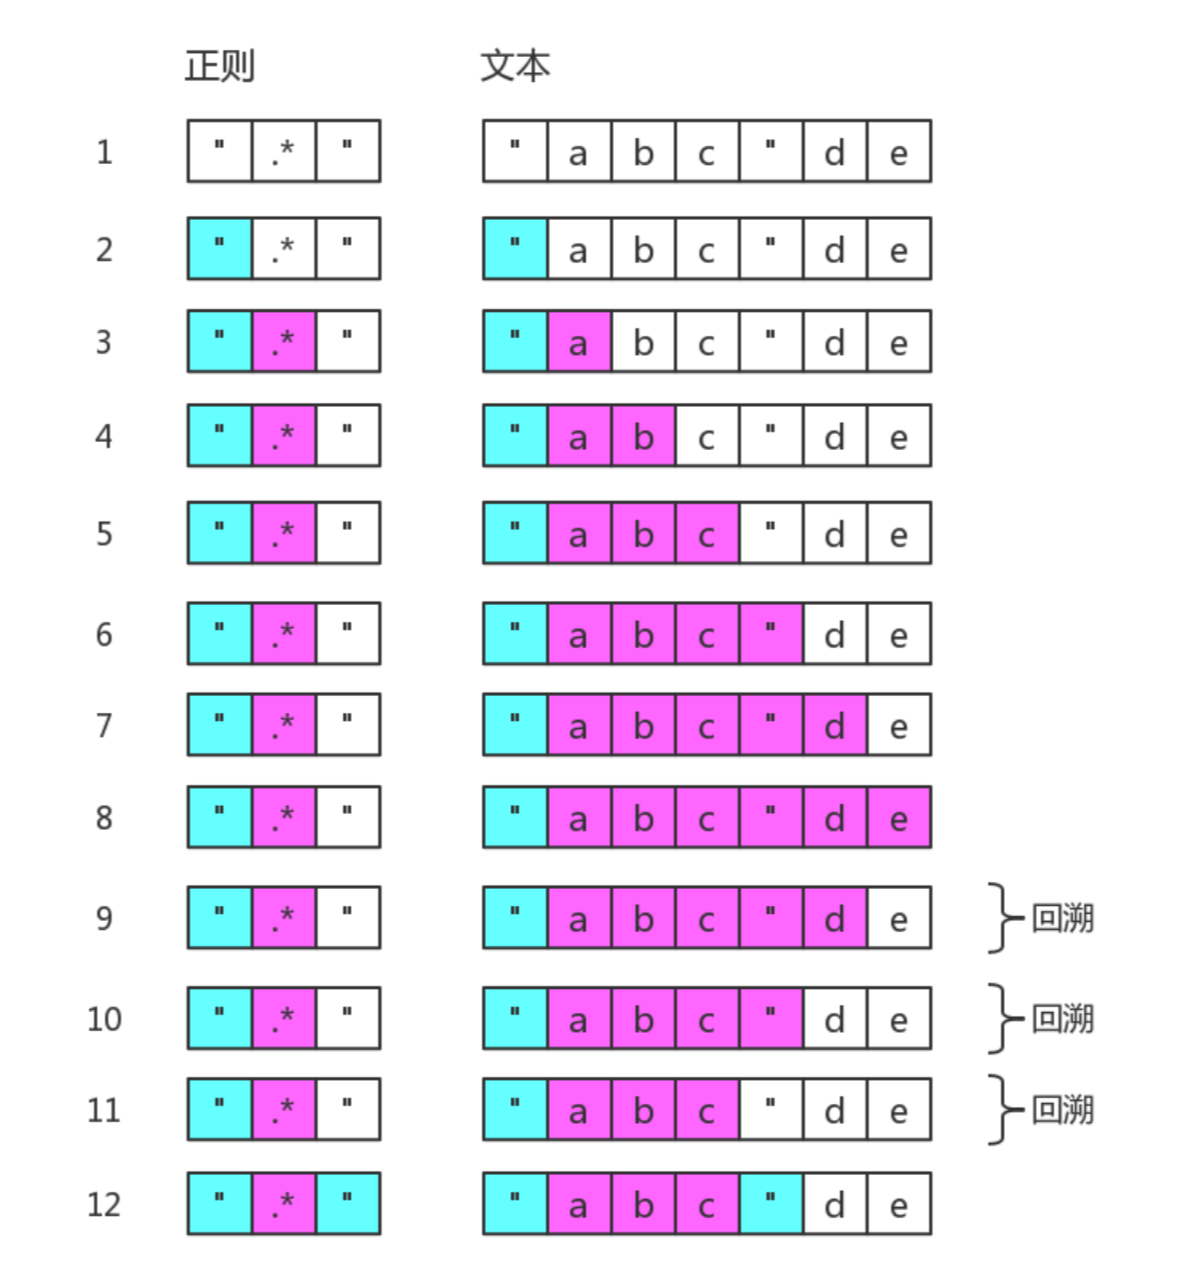 正则 文本
1 " .* " " a b c " d e
2 " .* " " a b c " d e
3 " .* " " a b c " d e
4 " .* " " a b c " d e
5 " .* " " a b c " d e
6 " .* " " a b c " d e
7 " .* " " a b c " d e
8 " .* " " a b c " d e
9 " .* " " a b c " d e 回溯
10 " .* " " a b c " d e 回溯
11 " .* " " a b c " d e 回溯
12 " .* " " a b c " d e